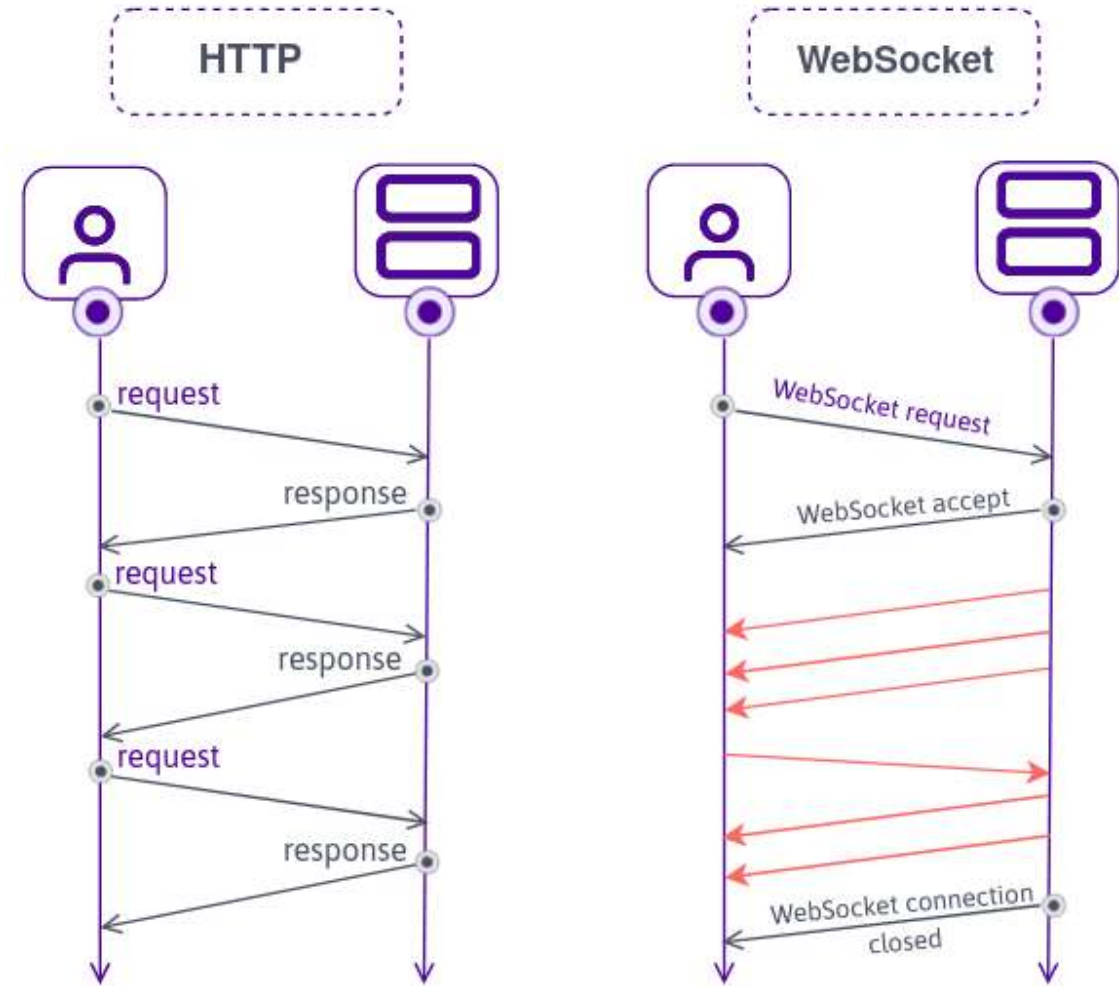 HTTP
request
response
request
response
request
response
WebSocket
WebSocket request
WebSocket accept
WebSocket connection
closed